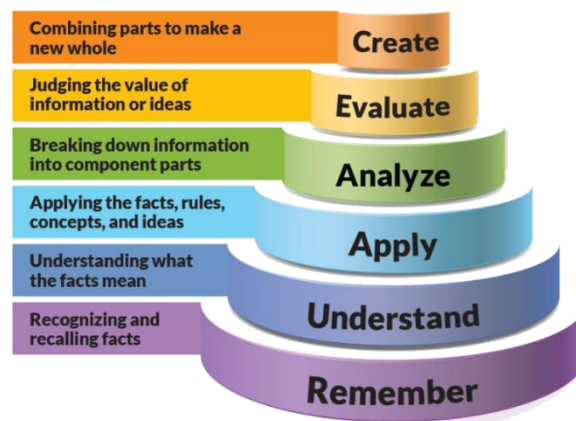 Combining parts to make a
new whole
Create
Judging the value of
information or ideas
Evaluate
Breaking down information
into component parts
Analyze
Applying the facts, rules,
concepts, and ideas
Apply
Understanding what
the facts mean
Understand
Recognizing and
recalling facts
Remember